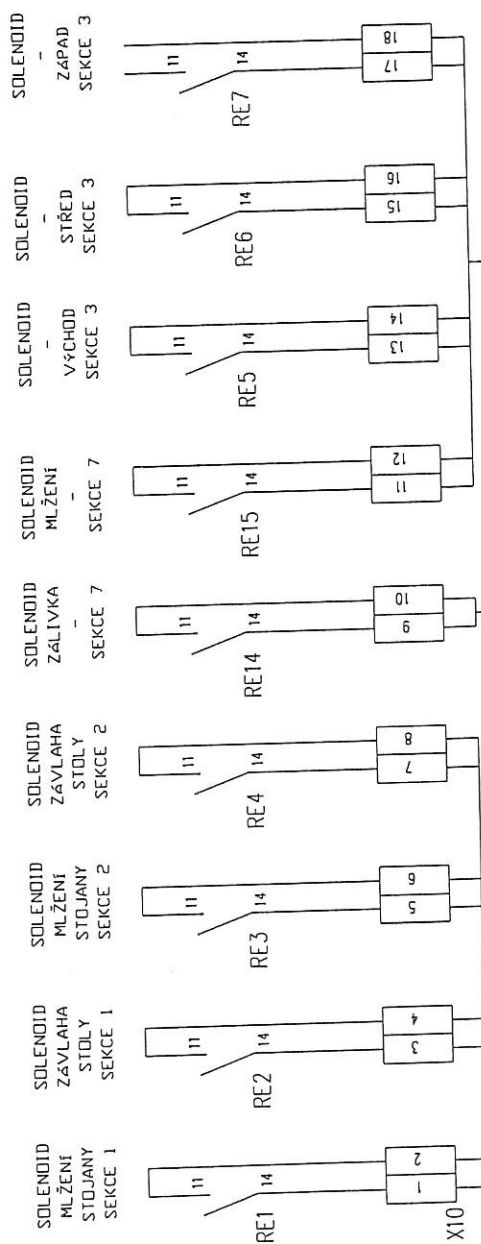 SOLENOID
MLŽENÍ
STOJANY
SEKCE 1
11
14
RE1
1
2
X10
SOLENOID
ZÁVLAHA
STOLY
SEKCE 1
11
14
RE2
3
4
SOLENOID
MLŽENÍ
STOJANY
SEKCE 2
11
14
RE3
5
6
SOLENOID
ZÁVLAHA
STOLY
SEKCE 2
11
14
RE4
7
8
SOLENOID
ZÁLIVKA
-
SEKCE 7
11
14
RE14
9
10
SOLENOID
MLŽENÍ
-
SEKCE 7
11
14
RE15
11
12
SOLENOID
-
VÝCHOD
SEKCE 3
11
14
RE5
13
14
SOLENOID
-
STŘED
SEKCE 3
11
14
RE6
15
16
SOLENOID
-
ZÁPAD
SEKCE 3
11
14
RE7
17
18